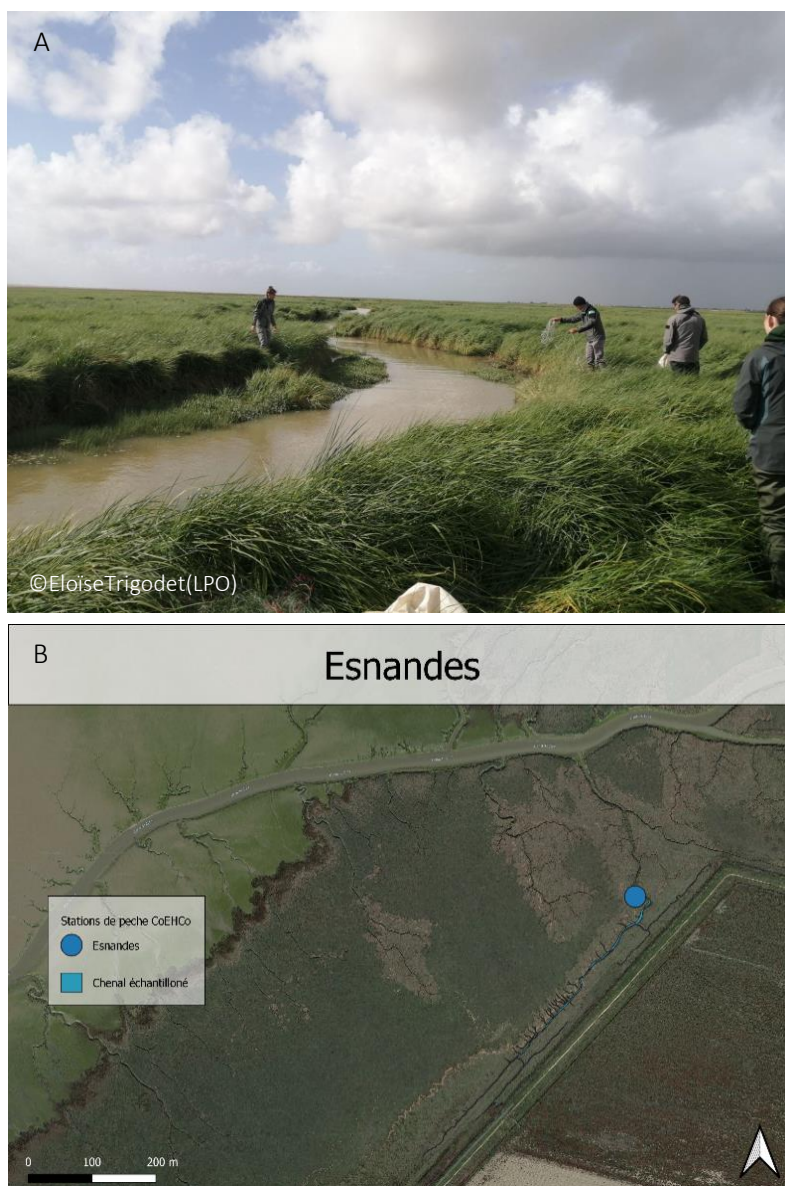 A
©EloïseTrigodet(LPO)
B
Esnandes
Stations de peche CoEHCo
Esnandes
Chenal échantilloné
0 100 200 m